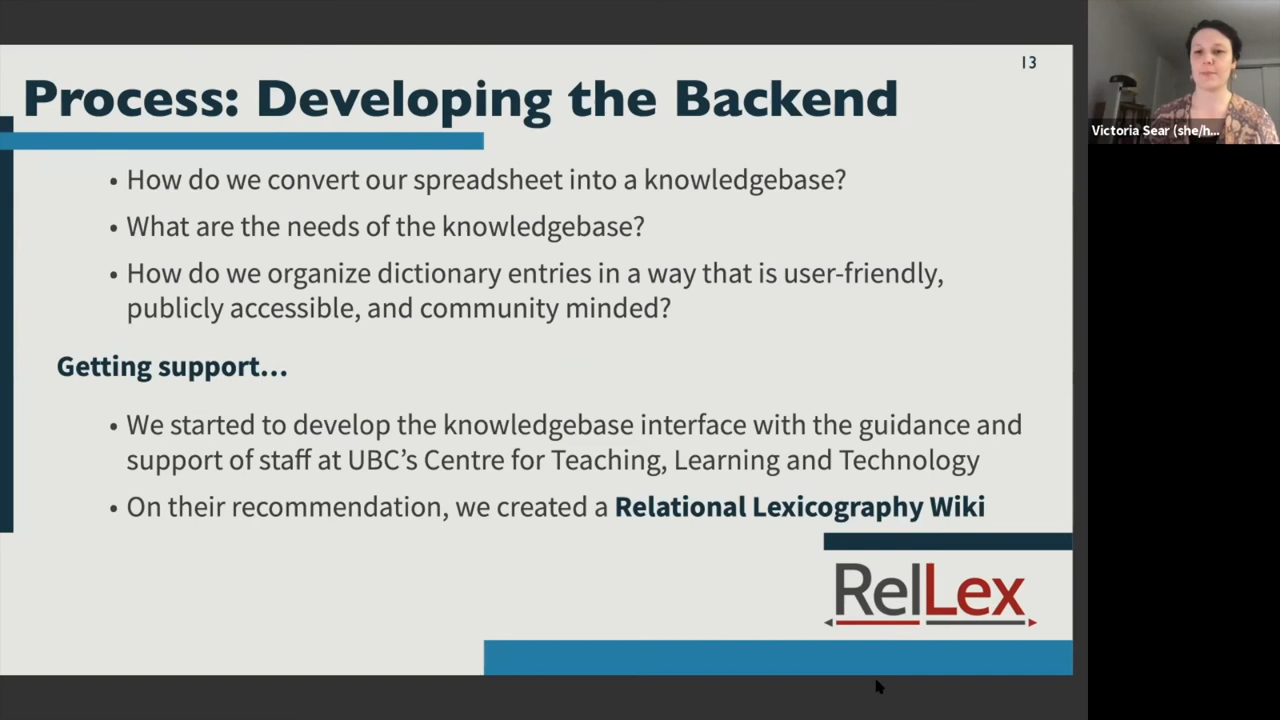 13
Process: Developing the Backend
• How do we convert our spreadsheet into a knowledgebase?
• What are the needs of the knowledgebase?
• How do we organize dictionary entries in a way that is user-friendly,
publicly accessible, and community minded?
Getting support...
• We started to develop the knowledgebase interface with the guidance and
support of staff at UBC’s Centre for Teaching, Learning and Technology
• On their recommendation, we created a Relational Lexicography Wiki
RelLex
Victoria Sear (she/h...